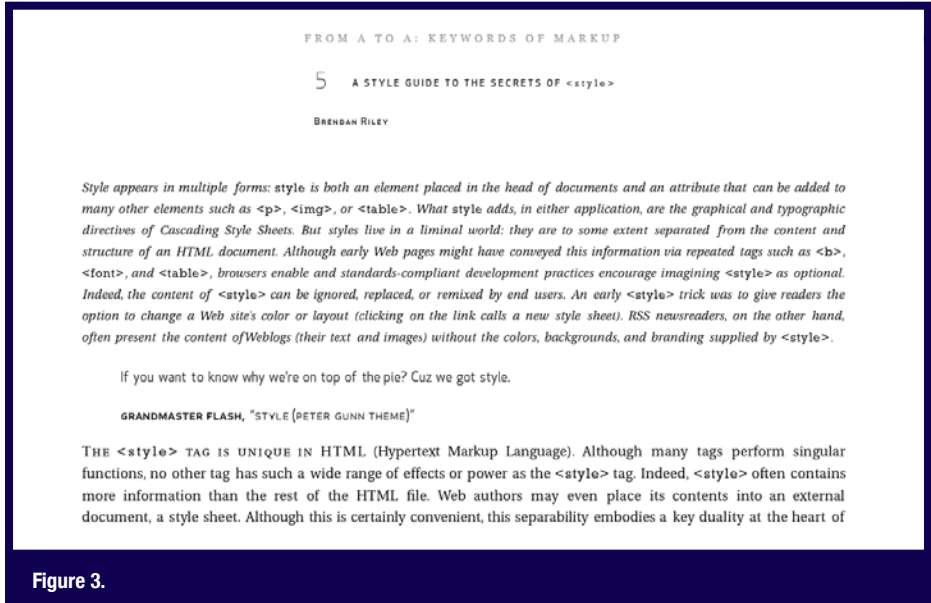 FROM A TO A: KEYWORDS OF MARKUP
5 A STYLE GUIDE TO THE SECRETS OF <style>
BRENDAN RILEY
Style appears in multiple forms: style is both an element placed in the head of documents and an attribute that can be added to
many other elements such as <p>, <img>, or <table>. What style adds, in either application, are the graphical and typographic
directives of Cascading Style Sheets. But styles live in a liminal world: they are to some extent separated from the content and
structure of an HTML document. Although early Web pages might have conveyed this information via repeated tags such as <b>,
<font>, and <table>, browsers enable and standards-compliant development practices encourage imagining <style> as optional.
Indeed, the content of <style> can be ignored, replaced, or remixed by end users. An early <style> trick was to give readers the
option to change a Web site's color or layout (clicking on the link calls a new style sheet). RSS newsreaders, on the other hand,
often present the content of Weblogs (their text and images) without the colors, backgrounds, and branding supplied by <style>.
If you want to know why we're on top of the pie? Cuz we got style.
GRANDMASTER FLASH, "STYLE (PETER GUNN THEME)"
THE <style> TAG IS UNIQUE IN HTML (Hypertext Markup Language). Although many tags perform singular
functions, no other tag has such a wide range of effects or power as the <style> tag. Indeed, <style> often contains
more information than the rest of the HTML file. Web authors may even place its contents into an external
document, a style sheet. Although this is certainly convenient, this separability embodies a key duality at the heart of
Figure 3.